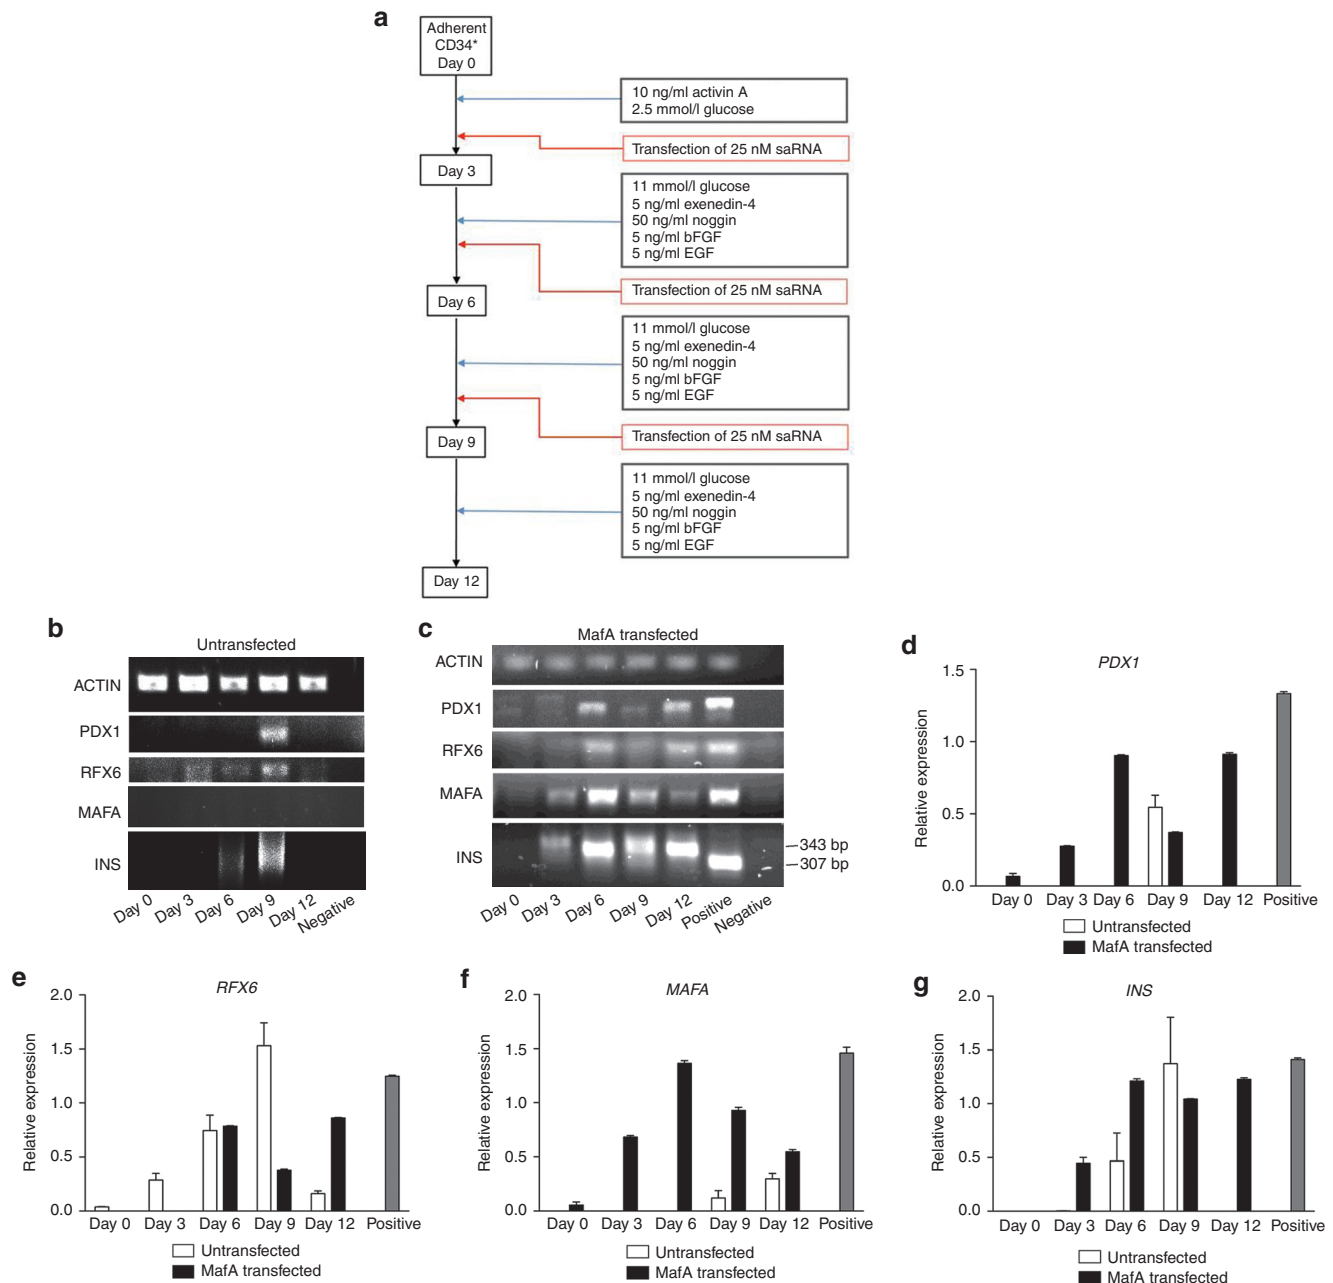 a
Adherent
CD34*
Day 0
10 ng/ml activin A
2.5 mmol/l glucose
Transfection of 25 nM saRNA
Day 3
11 mmol/l glucose
5 ng/ml exenedin-4
50 ng/ml noggin
5 ng/ml bFGF
5 ng/ml EGF
Transfection of 25 nM saRNA
Day 6
11 mmol/l glucose
5 ng/ml exenedin-4
50 ng/ml noggin
5 ng/ml bFGF
5 ng/ml EGF
Transfection of 25 nM saRNA
Day 9
11 mmol/l glucose
5 ng/ml exenedin-4
50 ng/ml noggin
5 ng/ml bFGF
5 ng/ml EGF
Day 12
b
Untransfected
ACTIN
PDX1
RFX6
MAFA
INS
Day 0 Day 3 Day 6 Day 9 Day 12 Negative
c
MafA transfected
ACTIN
PDX1
RFX6
MAFA
INS
343 bp
307 bp
Day 0 Day 3 Day 6 Day 9 Day 12 Positive Negative
d
PDX1
Relative expression
1.5
1.0
0.5
0.0
Day 0 Day 3 Day 6 Day 9 Day 12 Positive
Untransfected
MafA transfected
e
RFX6
Relative expression
2.0
1.5
1.0
0.5
0.0
Day 0 Day 3 Day 6 Day 9 Day 12 Positive
Untransfected
MafA transfected
f
MAFA
Relative expression
2.0
1.5
1.0
0.5
0.0
Day 0 Day 3 Day 6 Day 9 Day 12 Positive
Untransfected
MafA transfected
g
INS
Relative expression
2.0
1.5
1.0
0.5
0.0
Day 0 Day 3 Day 6 Day 9 Day 12 Positive
Untransfected
MafA transfected